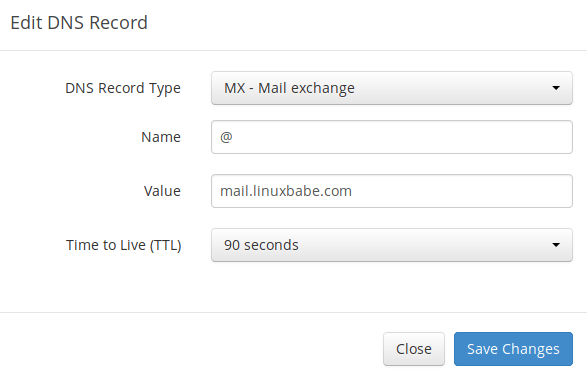 Edit DNS Record
DNS Record Type MX - Mail exchange
Name @
Value mail.linuxbabe.com
Time to Live (TTL) 90 seconds
Close Save Changes